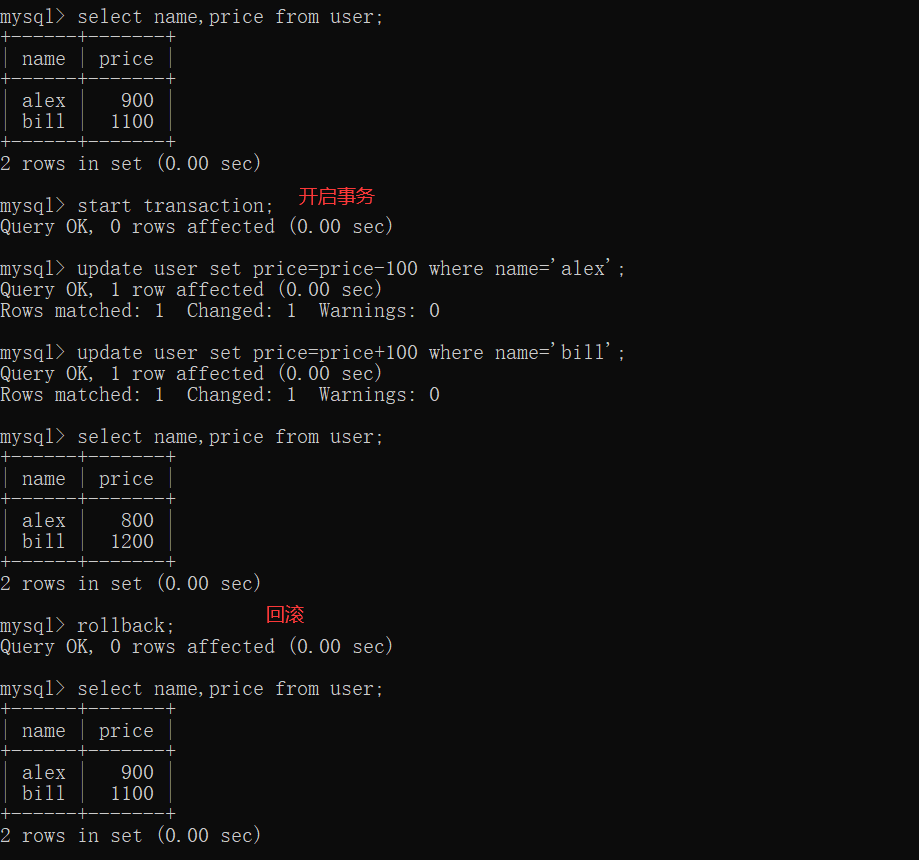 mysql> select name,price from user;
+------+-------+
| name | price |
+------+-------+
| alex |   900 |
| bill |  1100 |
+------+-------+
2 rows in set (0.00 sec)
mysql> start transaction; 开启事务
Query OK, 0 rows affected (0.00 sec)
mysql> update user set price=price-100 where name='alex';
Query OK, 1 row affected (0.00 sec)
Rows matched: 1  Changed: 1  Warnings: 0
mysql> update user set price=price+100 where name='bill';
Query OK, 1 row affected (0.00 sec)
Rows matched: 1  Changed: 1  Warnings: 0
mysql> select name,price from user;
+------+-------+
| name | price |
+------+-------+
| alex |   800 |
| bill |  1200 |
+------+-------+
2 rows in set (0.00 sec)
mysql> rollback; 回滚
Query OK, 0 rows affected (0.00 sec)
mysql> select name,price from user;
+------+-------+
| name | price |
+------+-------+
| alex |   900 |
| bill |  1100 |
+------+-------+
2 rows in set (0.00 sec)